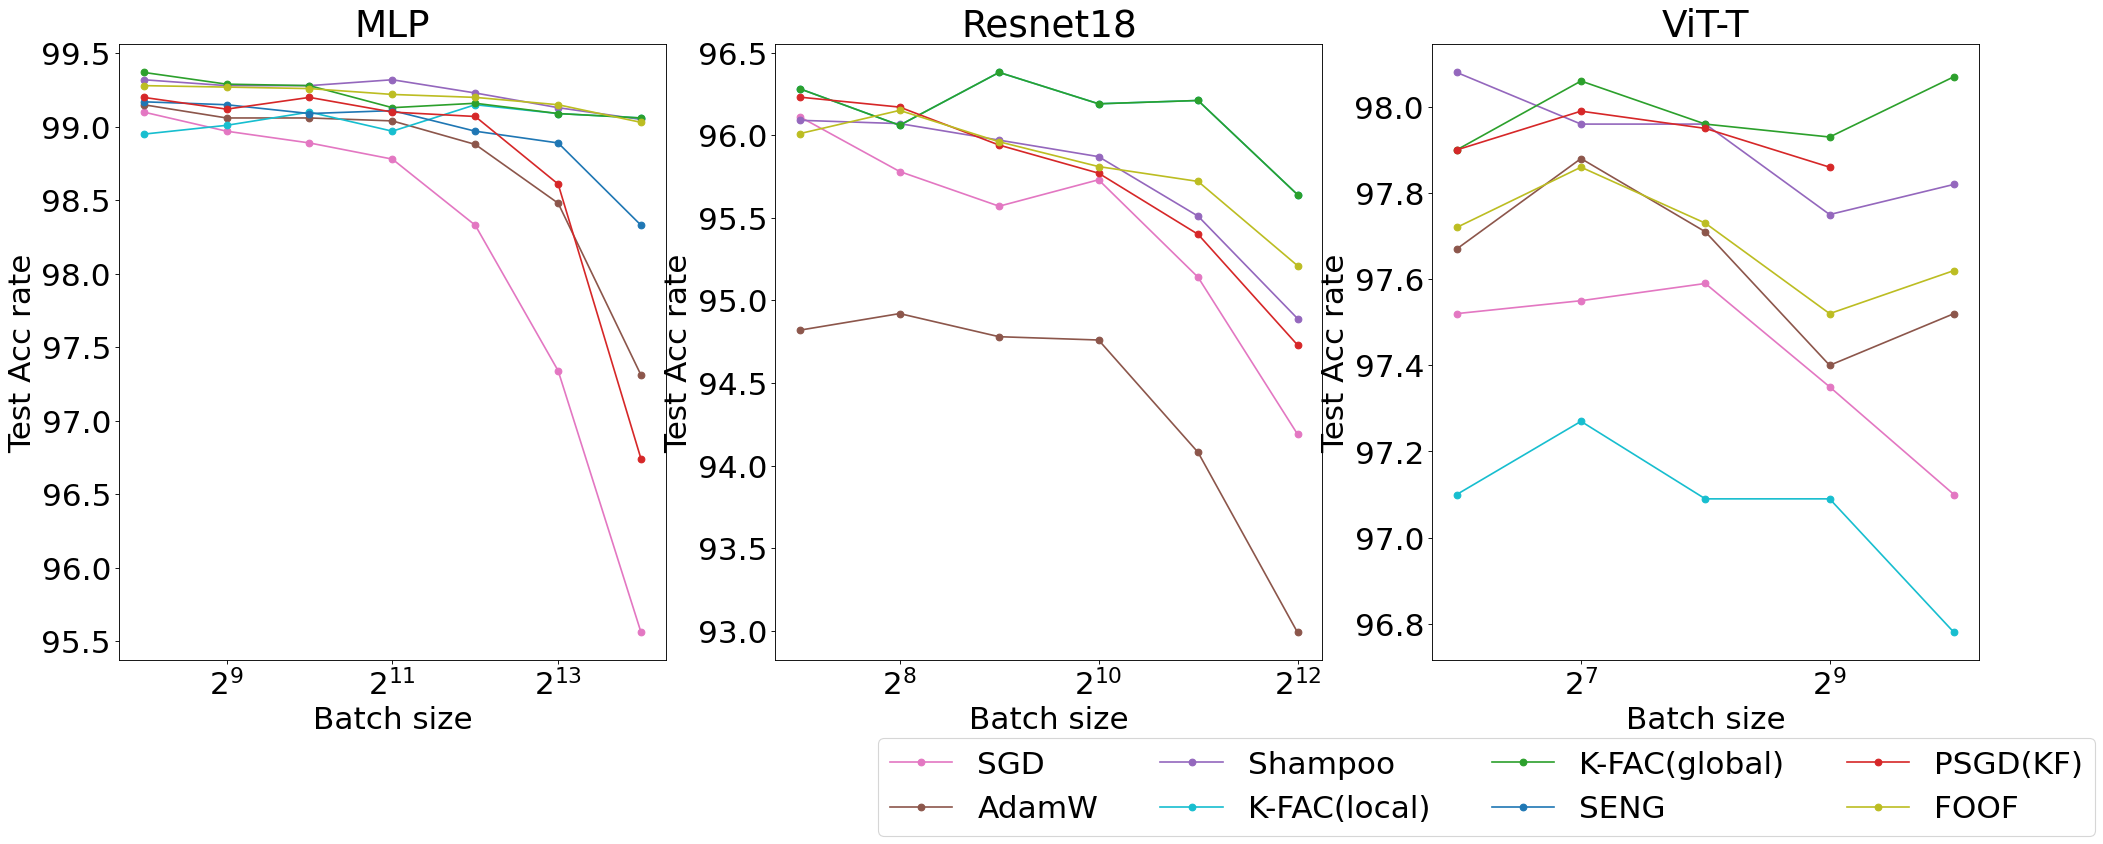 MLP
99.5
99.0
98.5
98.0
97.5
97.0
96.5
96.0
95.5
Test Acc rate
2^9
2^11
2^13
Batch size
Resnet18
96.5
96.0
95.5
95.0
94.5
94.0
93.5
93.0
Test Acc rate
2^8
2^10
2^12
Batch size
ViT-T
98.0
97.8
97.6
97.4
97.2
97.0
96.8
Test Acc rate
2^7
2^9
Batch size
SGD Shampoo K-FAC(global) PSGD(KF)
AdamW K-FAC(local) SENG FOOF